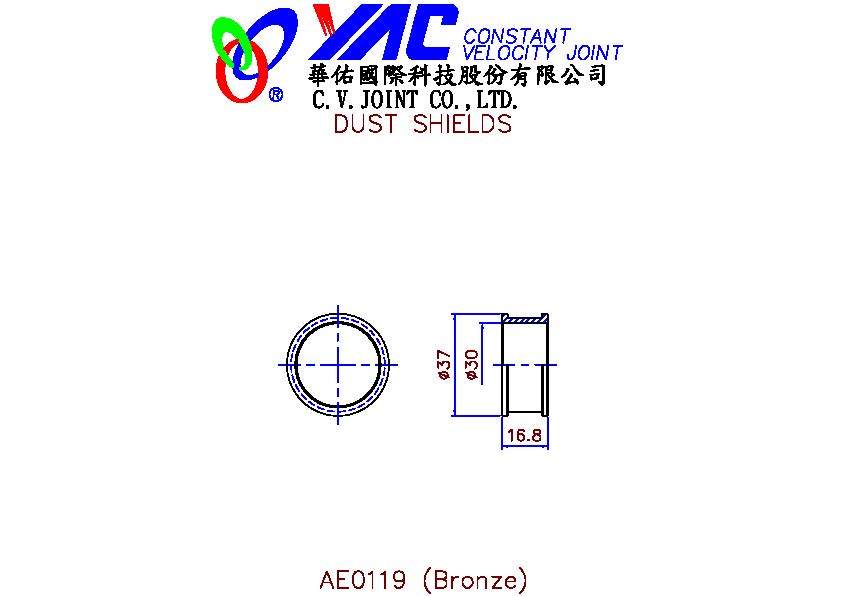 YAC CONSTANT
VELOCITY JOINT
華佑國際科技股份有限公司
®
C.V.JOINT CO.,LTD.
DUST SHIELDS
ø37
ø30
16.8
AE0119 (Bronze)